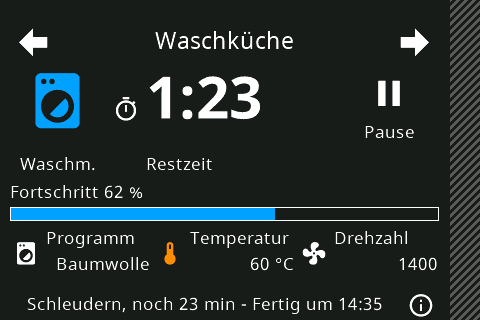 Waschküche
1:23
Pause
Waschm. Restzeit
Fortschritt 62 %
Programm Temperatur Drehzahl
Baumwolle 60 °C 1400
Schleudern, noch 23 min - Fertig um 14:35